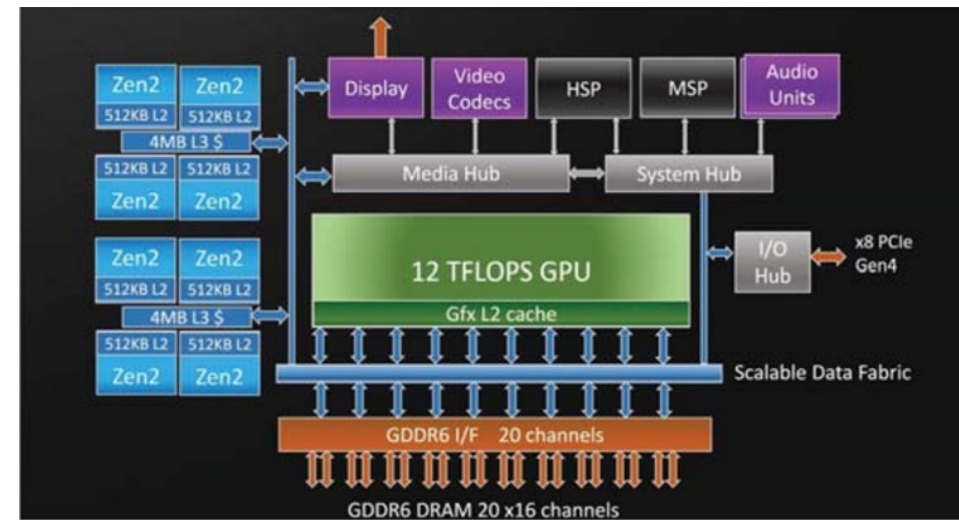 Zen2 Zen2
512KB L2 512KB L2
4MB L3 $
512KB L2 512KB L2
Zen2 Zen2
Zen2 Zen2
512KB L2 512KB L2
4MB L3 $
512KB L2 512KB L2
Zen2 Zen2
Display
Video
Codecs
HSP
MSP
Audio
Units
Media Hub
System Hub
12 TFLOPS GPU
Gfx L2 cache
I/O
Hub
x8 PCIe
Gen4
Scalable Data Fabric
GDDR6 I/F 20 channels
GDDR6 DRAM 20 x16 channels